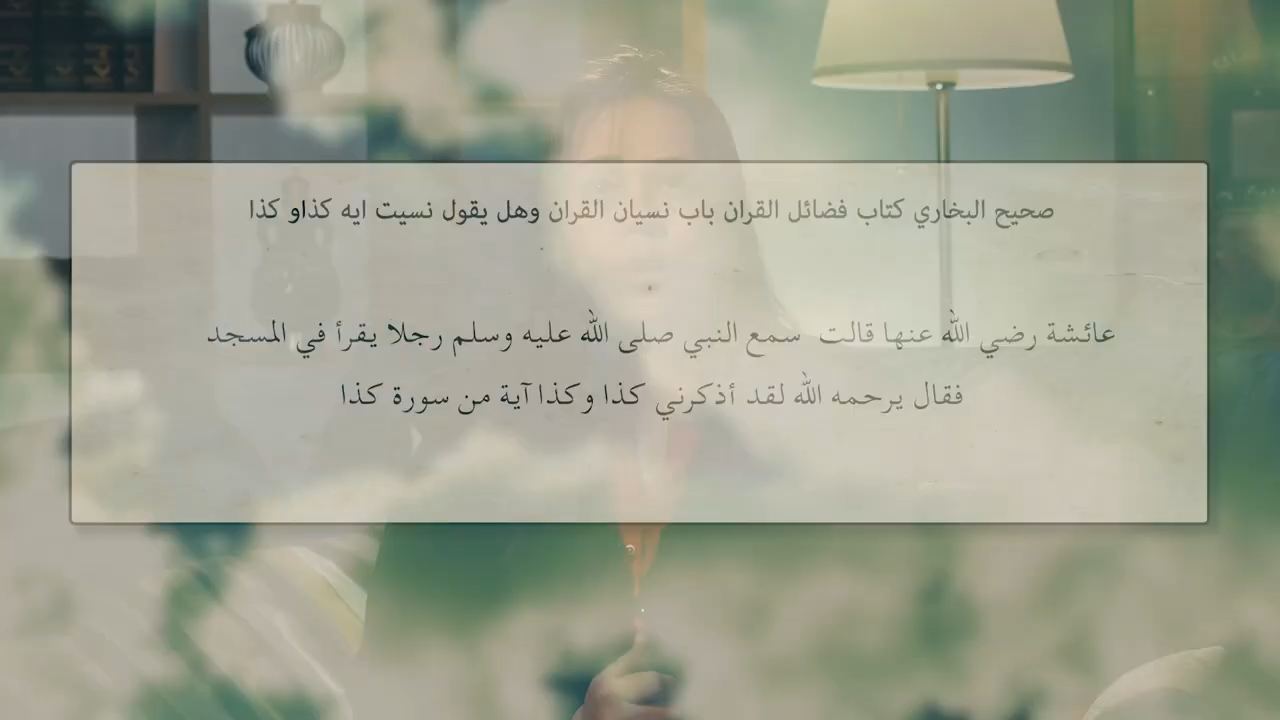 صحيح البخاري كتاب فضائل القران باب نسيان القران وهل يقول نسيت ايه كذاو كذا
عائشة رضي الله عنها قالت سمع النبي صلى الله عليه وسلم رجلا يقرأ في المسجد
فقال يرحمه الله لقد أذكرني كذا وكذا آية من سورة كذا